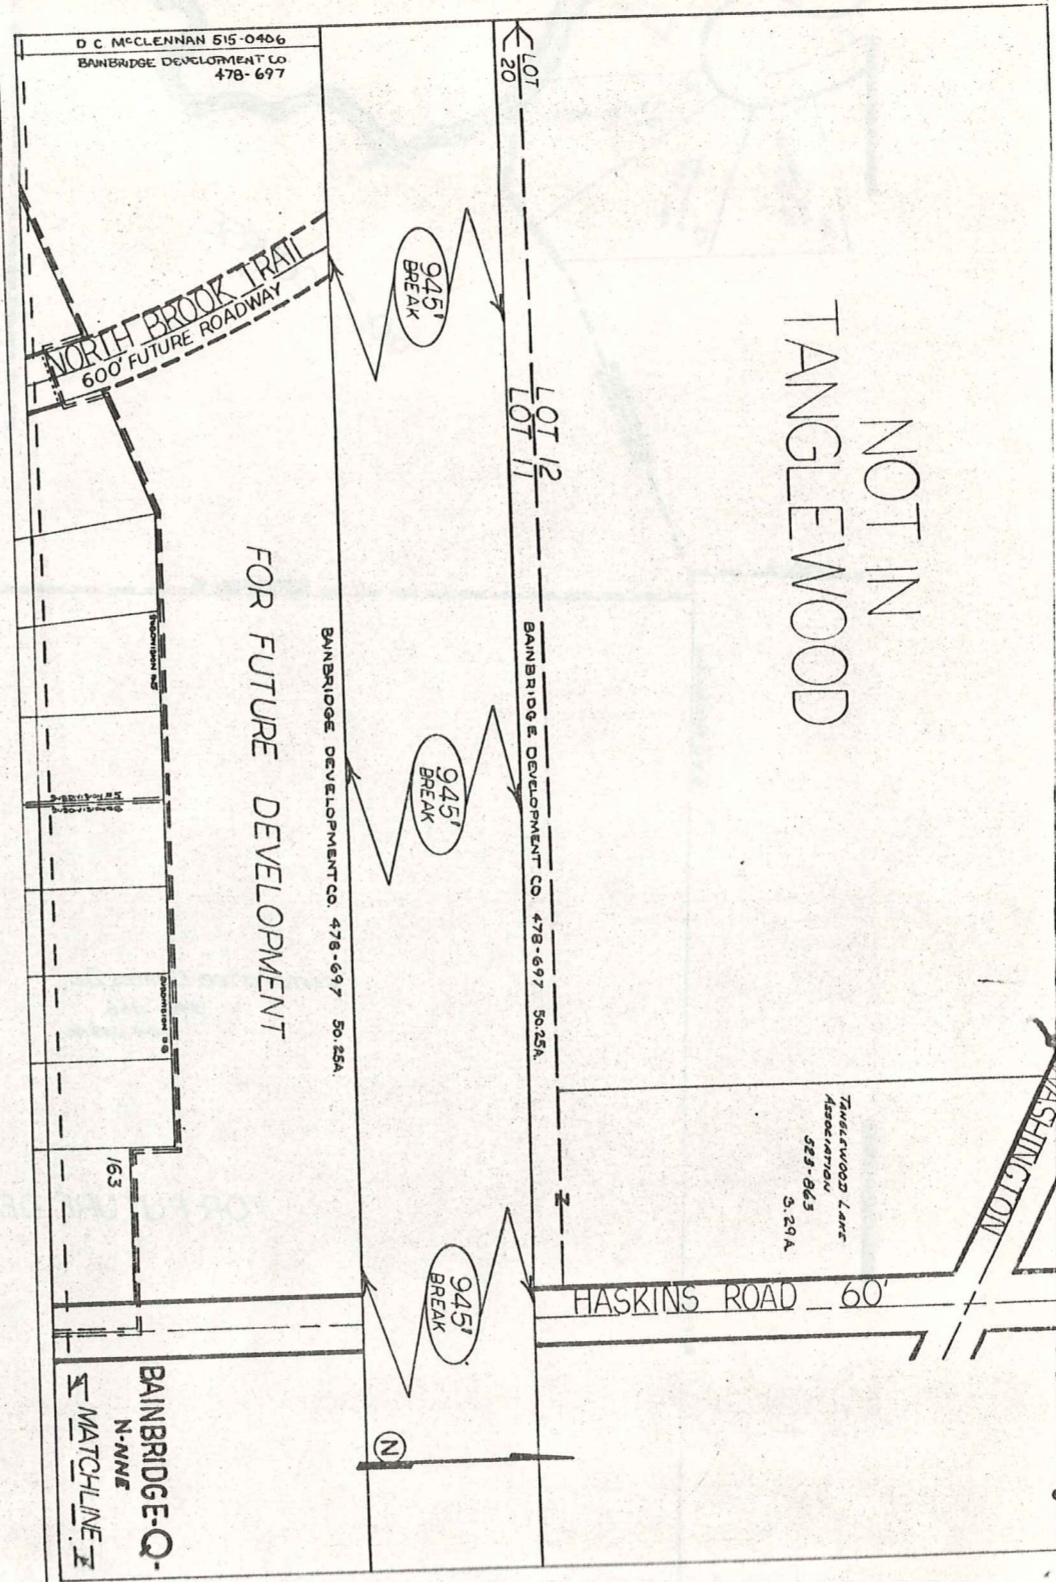 D C McCLENNAN 515-0406
BAINBRIDGE DEVELOPMENT CO.
478-697
LOT
20
NORTH BROOK TRAIL
600' FUTURE ROADWAY
945'
BREAK
LOT 12
LOT 11
NOT IN
TANGLEWOOD
FOR FUTURE DEVELOPMENT
BAINBRIDGE DEVELOPMENT CO. 478-697 50.25A.
BAINBRIDGE DEVELOPMENT CO. 478-697 50.25A.
945'
BREAK
TANGLEWOOD LAKE
ASSOCIATION
523-863
3.29A
WASHINGTON
HASKINS ROAD 60'
163
945'
BREAK
N
BAINBRIDGE-Q-
N-NNE
MATCHLINE